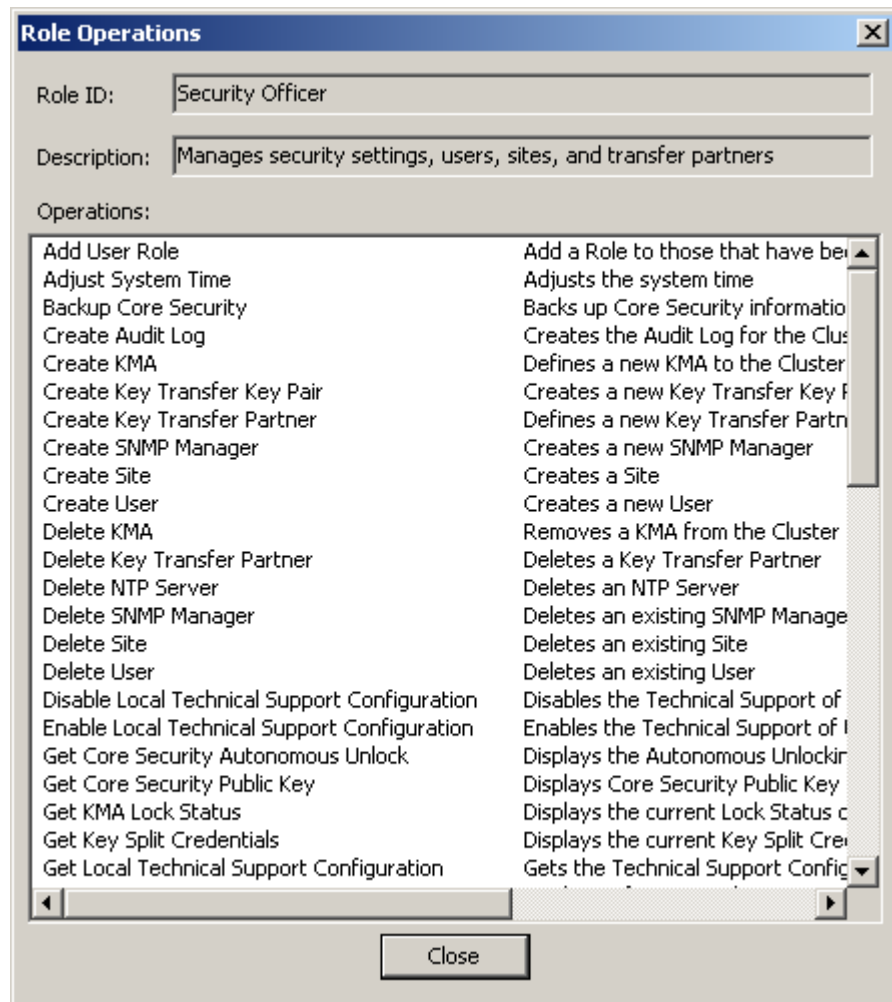 Role Operations
Role ID: Security Officer
Description: Manages security settings, users, sites, and transfer partners
Operations:
Add User Role Add a Role to those that have
Adjust System Time Adjusts the system time
Backup Core Security Backs up Core Security
Create Audit Log Creates the Audit Log for the
Create KMA Defines a new KMA to the Cluster
Create Key Transfer Key Pair Creates a new Key Transfer Key
Create Key Transfer Partner Defines a new Key Transfer
Create SNMP Manager Creates a new SNMP Manager
Create Site Creates a Site
Create User Creates a new User
Delete KMA Removes a KMA from the Cluster
Delete Key Transfer Partner Deletes a Key Transfer Partner
Delete NTP Server Deletes an NTP Server
Delete SNMP Manager Deletes an existing SNMP
Delete Site Deletes an existing Site
Delete User Deletes an existing User
Disable Local Technical Support Configuration Disables the Technical Support of
Enable Local Technical Support Configuration Enables the Technical Support of
Get Core Security Autonomous Unlock Displays the Autonomous
Get Core Security Public Key Displays Core Security Public Key
Get KMA Lock Status Displays the current Lock Status
Get Key Split Credentials Displays the current Key Split
Get Local Technical Support Configuration Gets the Technical Support
Close